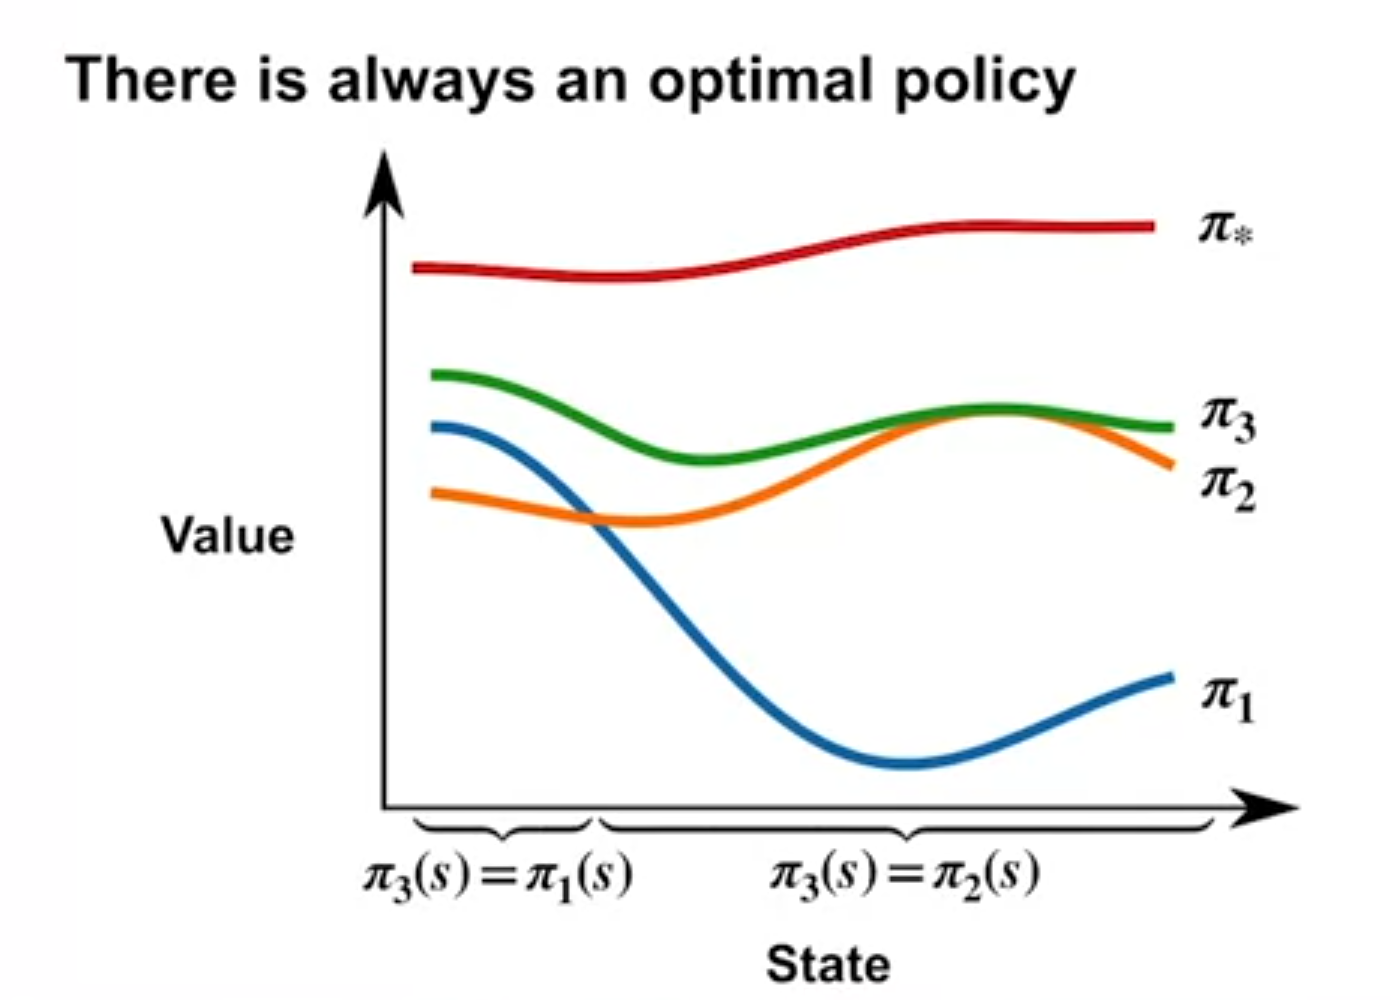 There is always an optimal policy
π*
π3
π2
Value
π1
π3(s)=π1(s) π3(s)=π2(s)
State